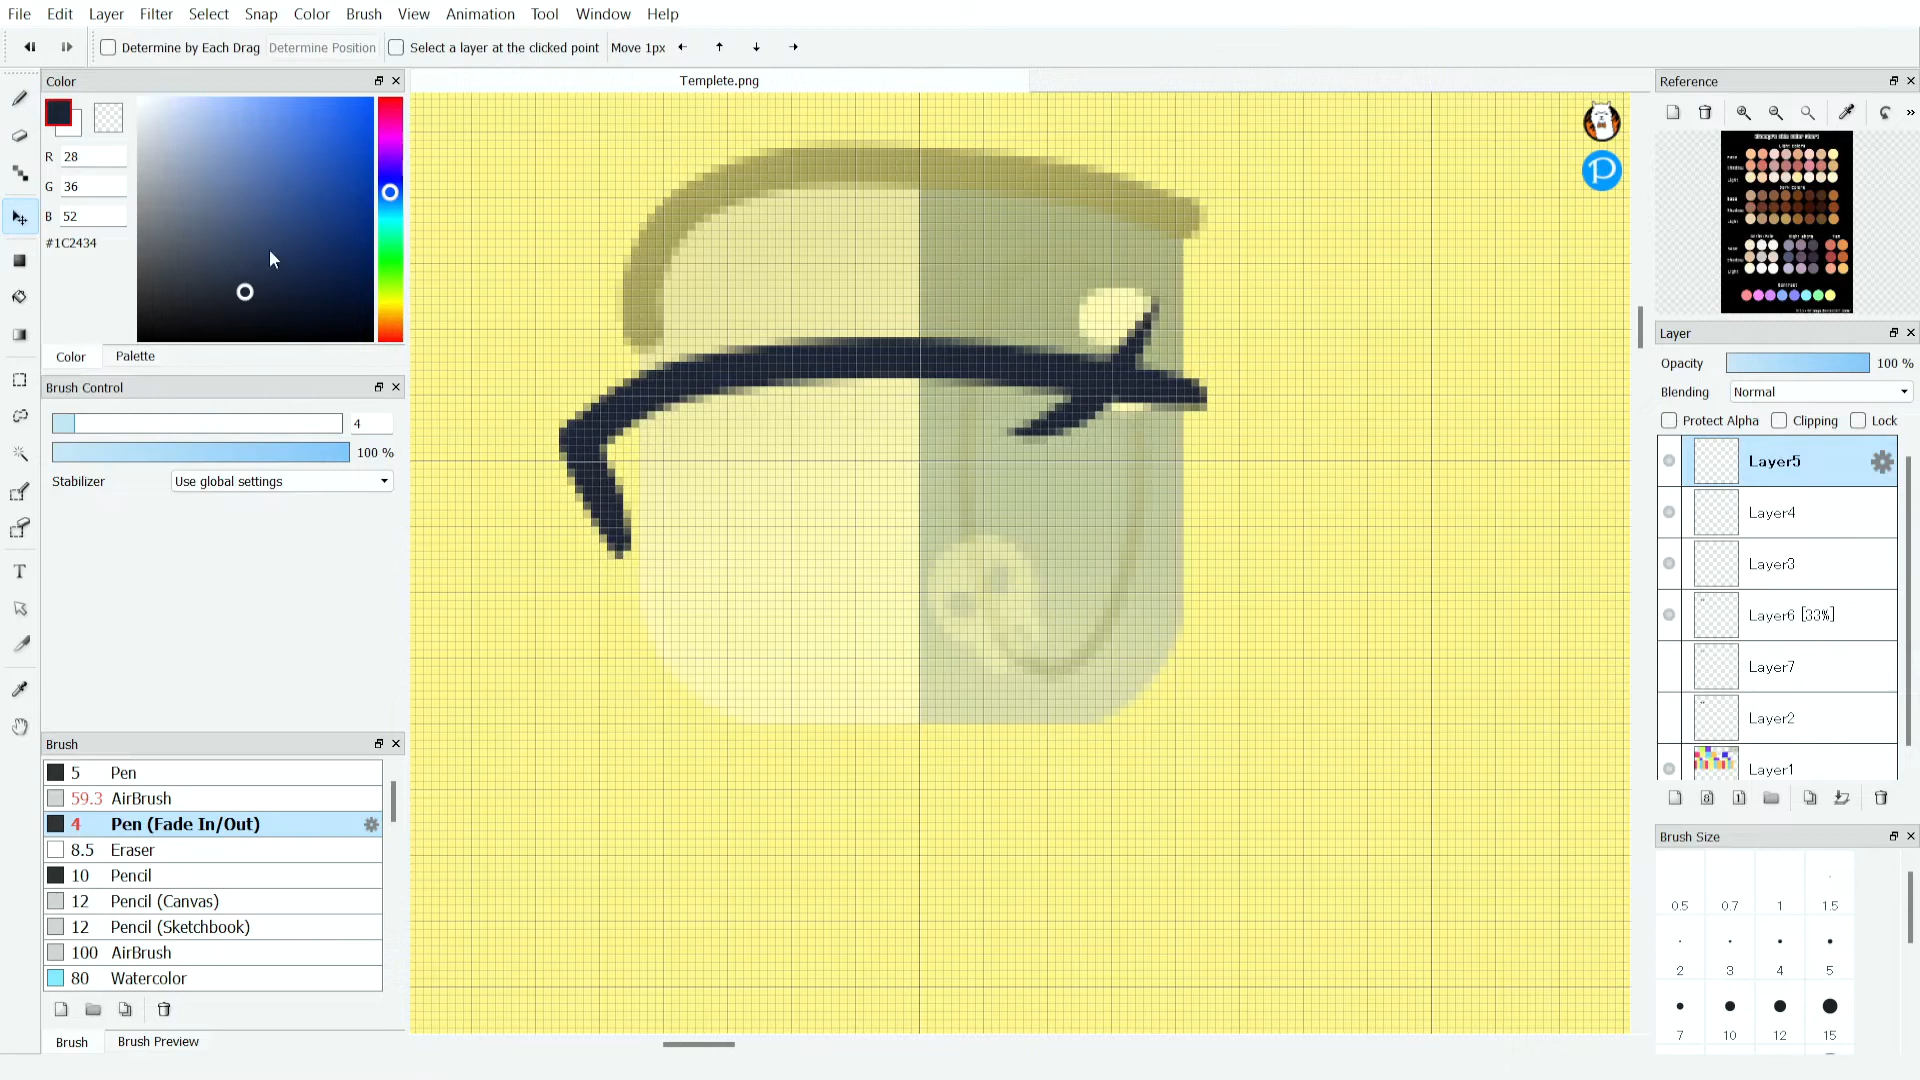 File Edit Layer Filter Select Snap Color Brush View Animation Tool Window Help
Determine by Each Drag Determine Position Select a layer at the clicked point Move 1px
Color
Templete.png
Reference
R 28
G 36
B 52
#1C2434
Color Palette
Brush Control
4
100 %
Stabilizer Use global settings
Brush
5 Pen
59.3 AirBrush
4 Pen (Fade In/Out)
8.5 Eraser
10 Pencil
12 Pencil (Canvas)
12 Pencil (Sketchbook)
100 AirBrush
80 Watercolor
Brush Brush Preview
Layer
Opacity 100 %
Blending Normal
Protect Alpha Clipping Lock
Layer5
Layer4
Layer3
Layer6 [33%]
Layer7
Layer2
Layer1
Brush Size
0.5 0.7 1 1.5
2 3 4 5
7 10 12 15